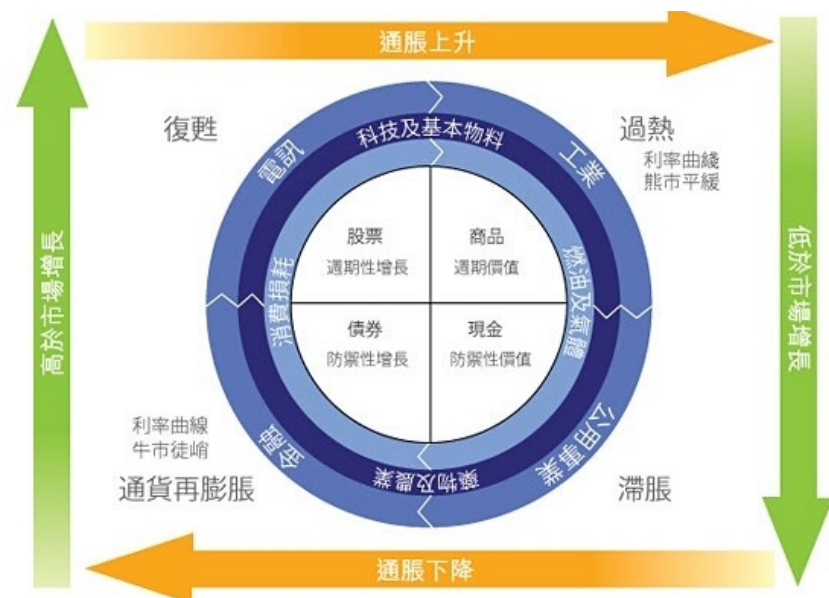 通脹上升
復甦
過熱
利率曲綫
熊市平緩
電訊
科技及基本物料
工業
高於市場增長
低於市場增長
消費損耗
燃油及氣體
股票
週期性增長
商品
週期價值
債券
防禦性增長
現金
防禦性價值
利率曲線
牛市徒峭
通貨再膨脹
金融
藥物及農業
公用事業
滯脹
通脹下降